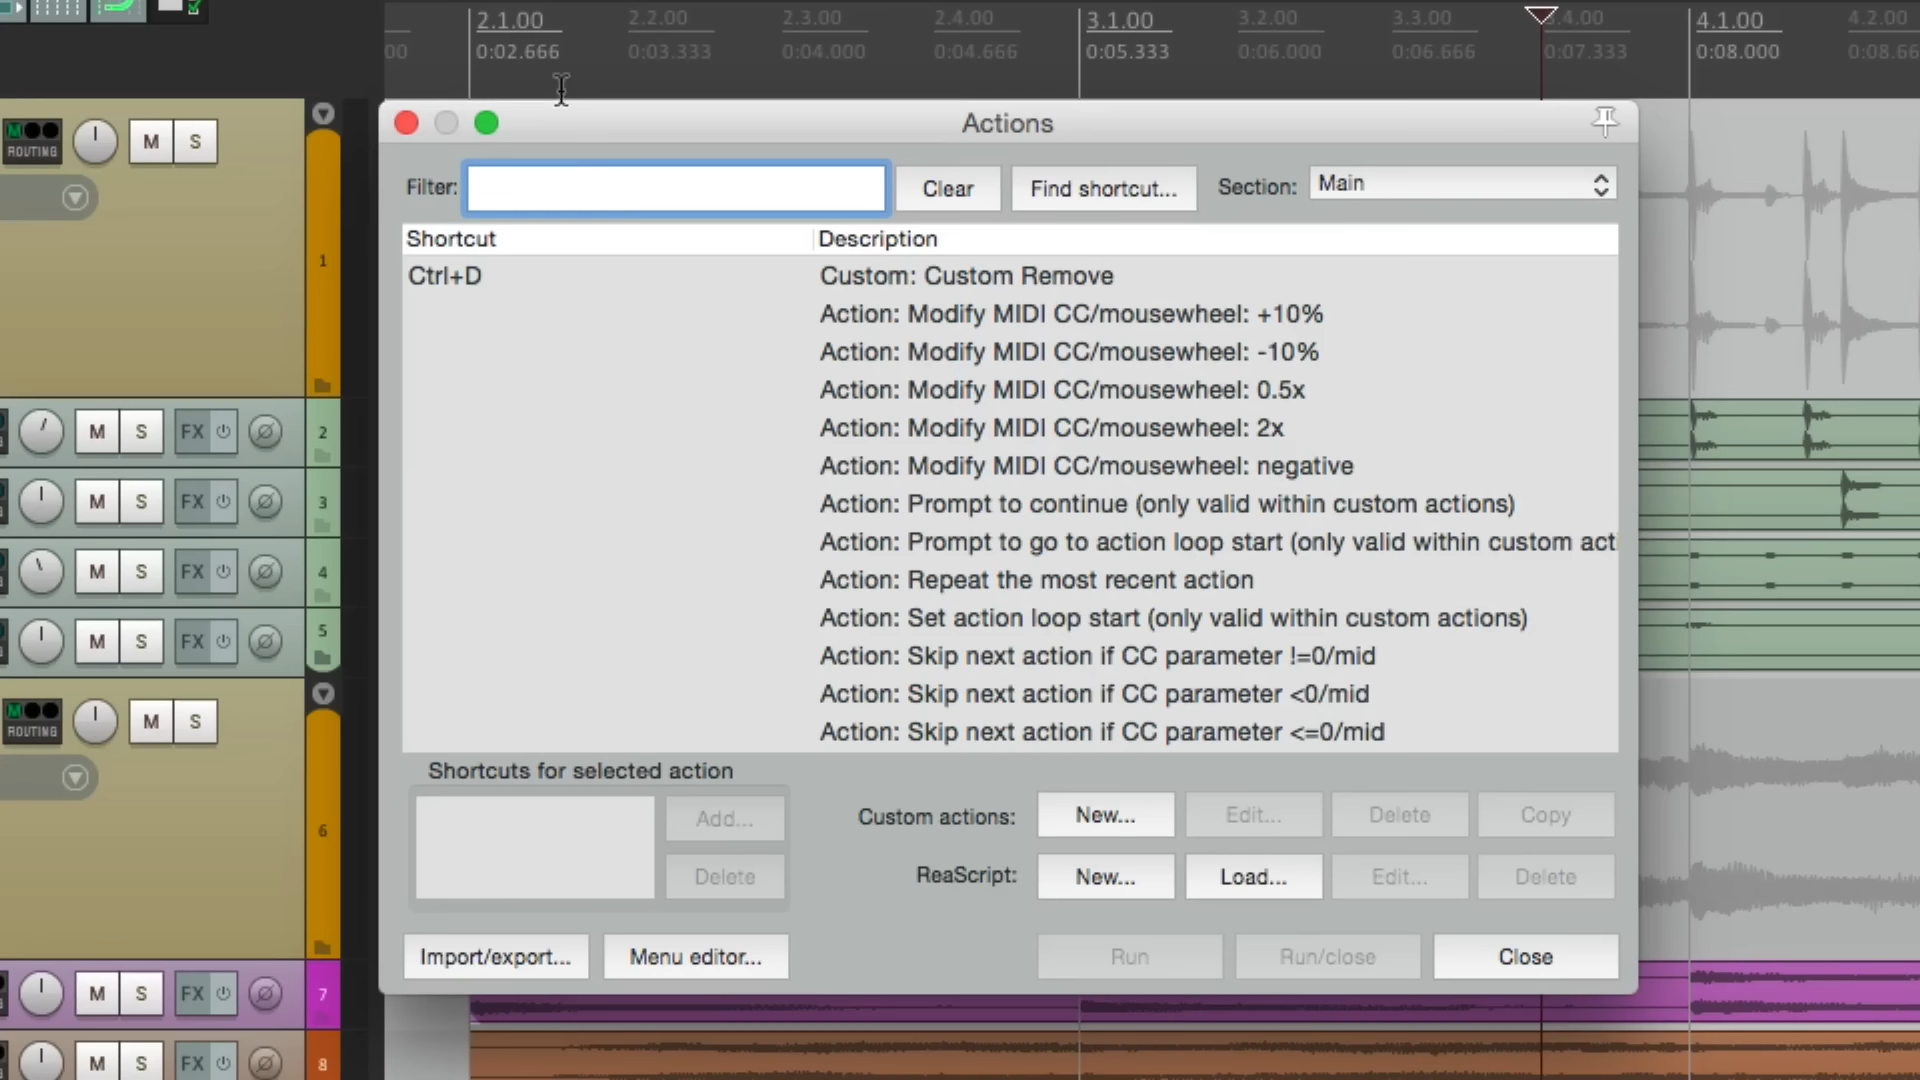 2.1.00 2.2.00 2.3.00 2.4.00 3.1.00 3.2.00 3.3.00 .4.00 4.1.00 4.2.00
00 0:02.666 0:03.333 0:04.000 0:04.666 0:05.333 0:06.000 0:06.666 0:07.333 0:08.000 0:08.66
Actions
Filter: Clear Find shortcut... Section: Main
Shortcut Description
Ctrl+D Custom: Custom Remove
Action: Modify MIDI CC/mousewheel: +10%
Action: Modify MIDI CC/mousewheel: -10%
Action: Modify MIDI CC/mousewheel: 0.5x
Action: Modify MIDI CC/mousewheel: 2x
Action: Modify MIDI CC/mousewheel: negative
Action: Prompt to continue (only valid within custom actions)
Action: Prompt to go to action loop start (only valid within custom acti
Action: Repeat the most recent action
Action: Set action loop start (only valid within custom actions)
Action: Skip next action if CC parameter !=0/mid
Action: Skip next action if CC parameter <0/mid
Action: Skip next action if CC parameter <=0/mid
Shortcuts for selected action
Add...
Delete
Custom actions: New... Edit... Delete Copy
ReaScript: New... Load... Edit... Delete
Import/export... Menu editor... Run Run/close Close
M ROUTING M S
1
M S FX 2
M S FX 3
M S FX 4
M S FX 5
M ROUTING M S
6
M S FX 7
M S FX 8